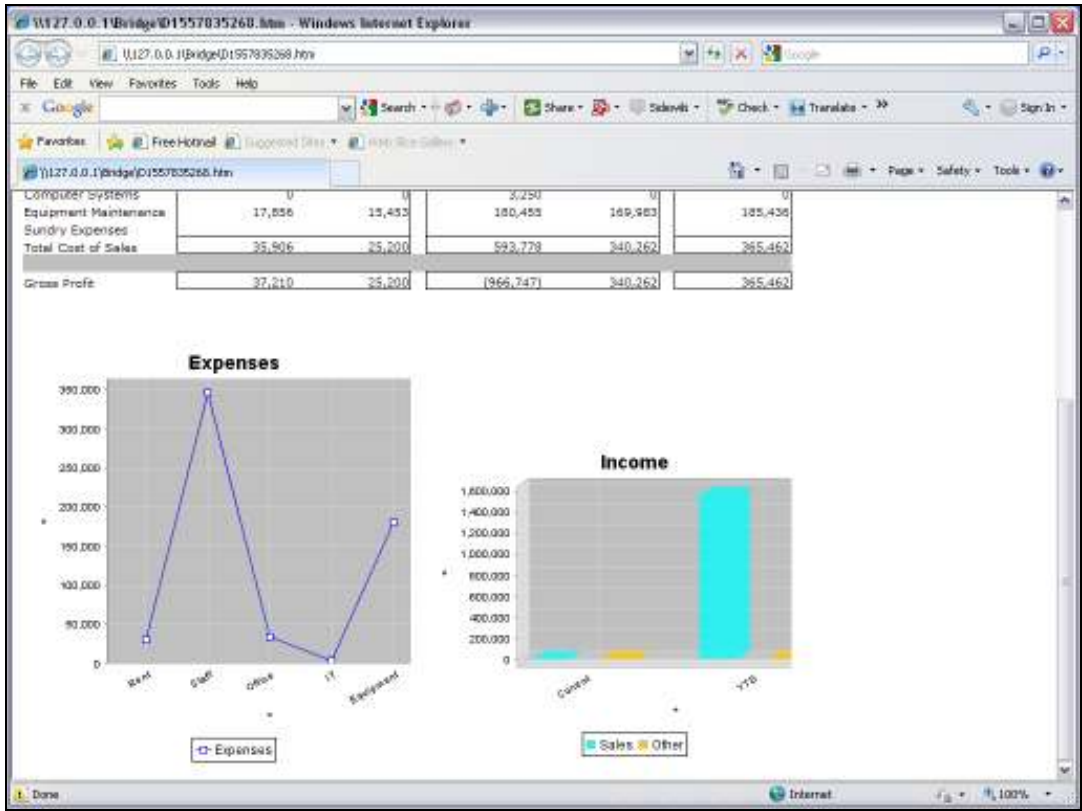 \\127.0.0.1\Bridge\D1557835268.htm - Windows Internet Explorer
\\127.0.0.1\Bridge\D1557835268.htm
Google
File Edit View Favorites Tools Help
Google Search Share Sidewiki Check Translate Sign In
Favorites Free Hotmail Suggested Sites Web Slice Gallery
\\127.0.0.1\Bridge\D1557835268.htm Page Safety Tools
Computer Systems 0 0 3,250 0 0
Equipment Maintenance 17,856 15,453 180,455 169,983 185,436
Sundry Expenses
Total Cost of Sales 35,906 25,200 593,778 340,262 365,462
Gross Profit 37,210 25,200 (966,747) 340,262 365,462
Expenses
350,000
300,000
250,000
200,000
150,000
100,000
50,000
0
Rent Staff Office IT Equipment
Expenses
Income
1,600,000
1,400,000
1,200,000
1,000,000
800,000
600,000
400,000
200,000
0
Current YTD
Sales Other
Done Internet 100%